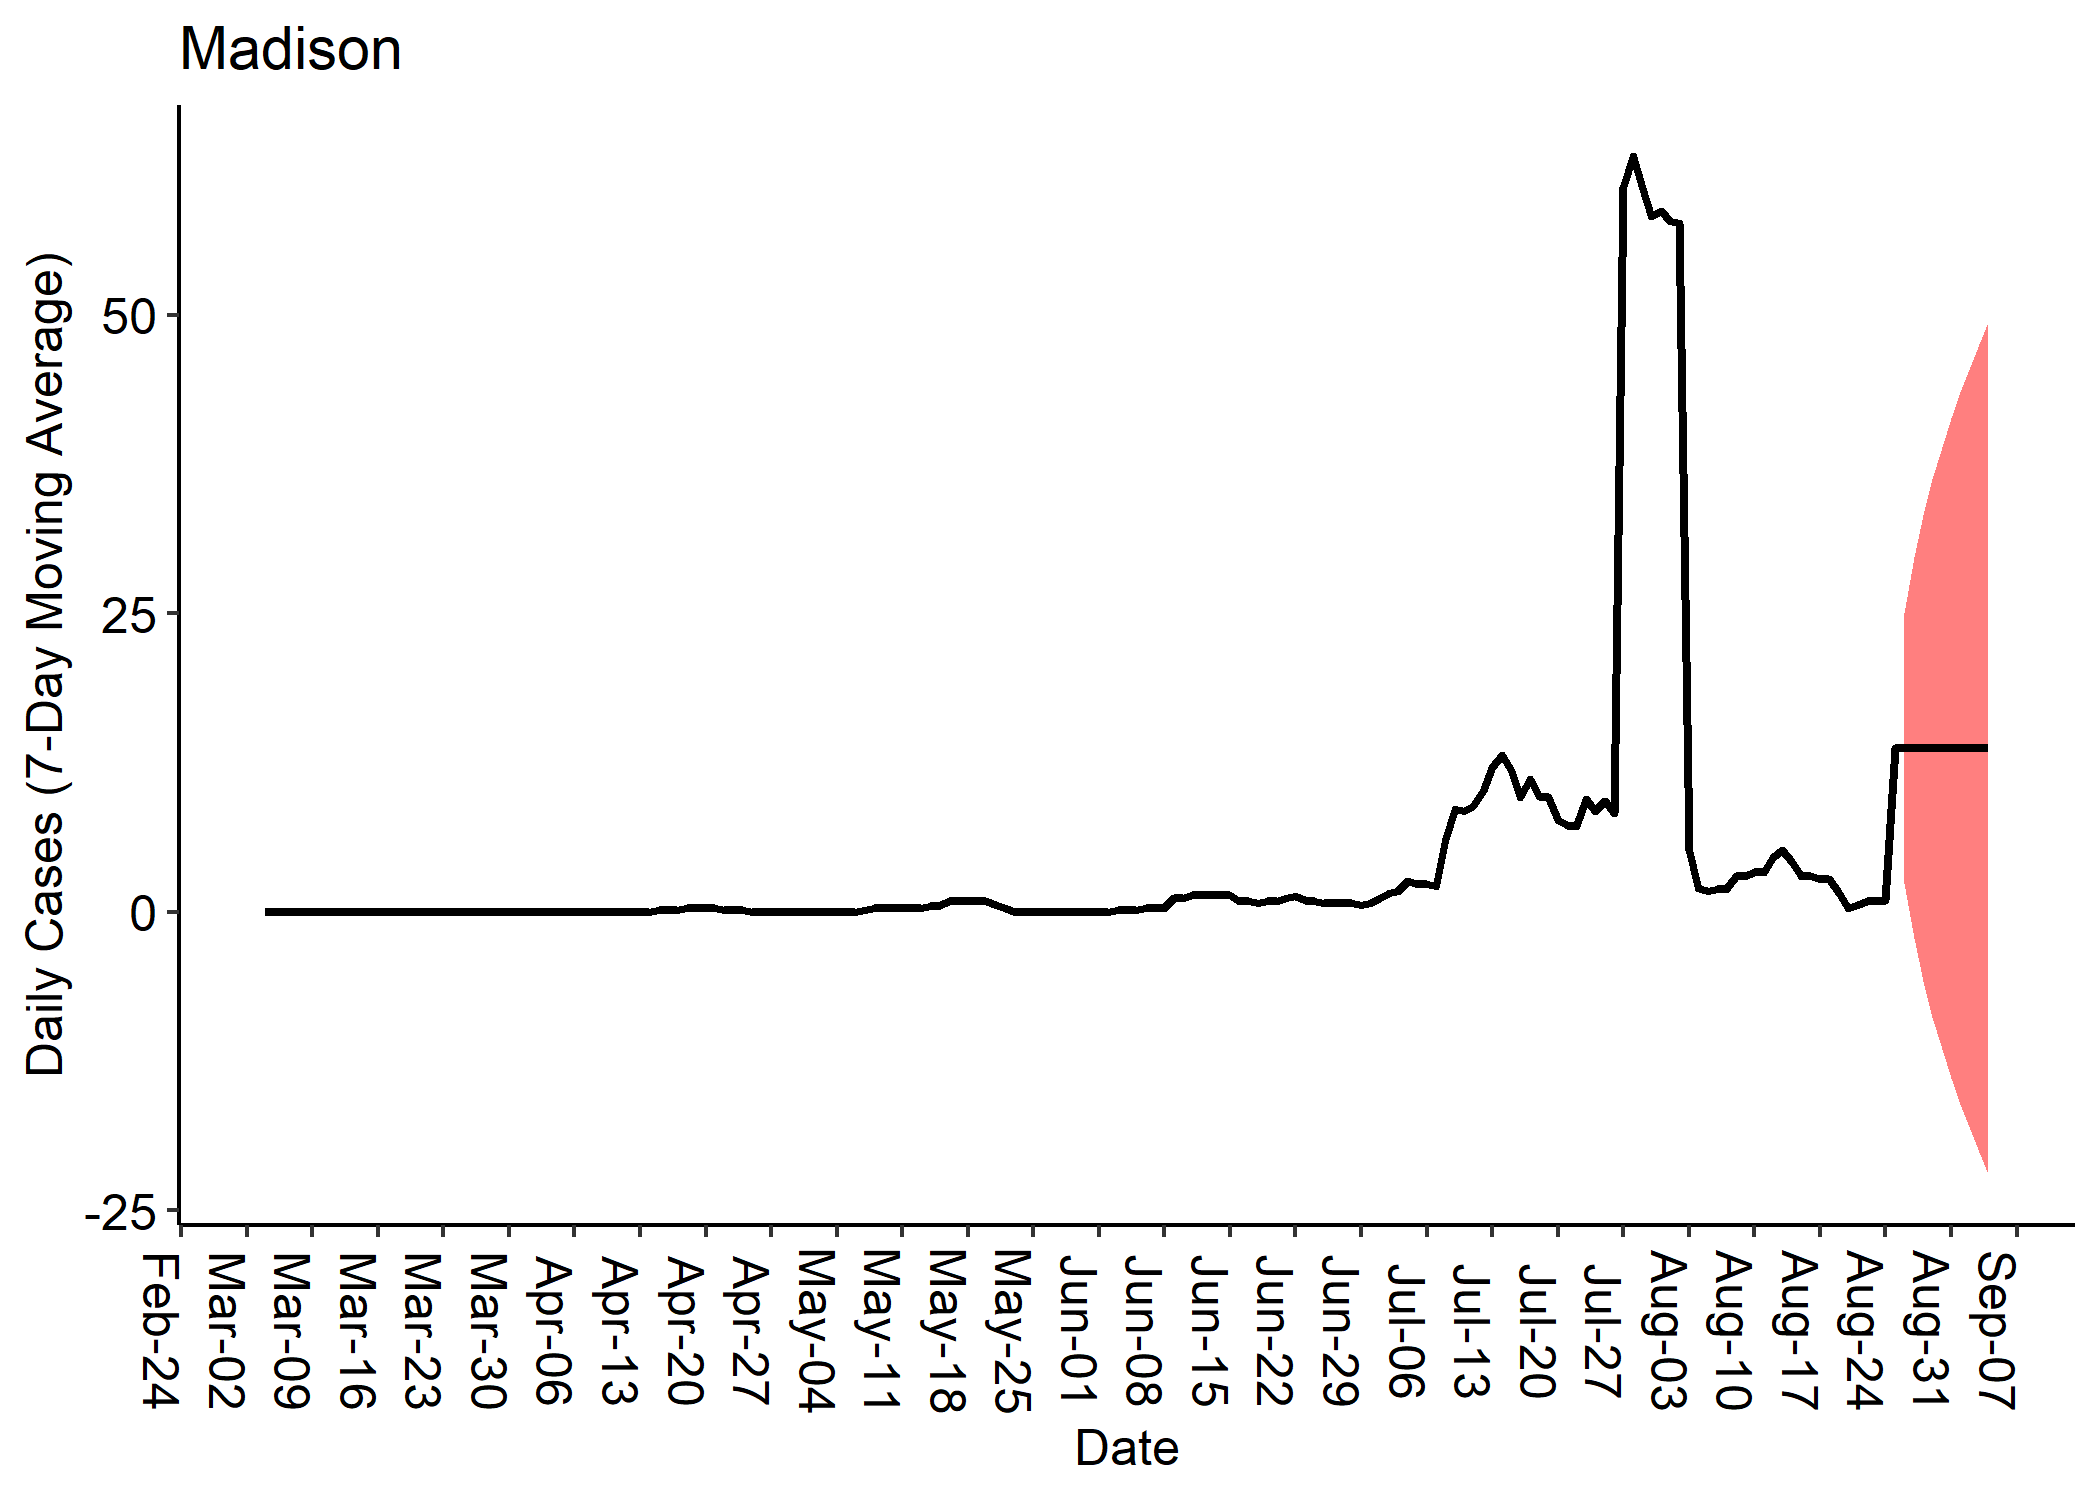 Madison
Daily Cases (7-Day Moving Average)
50
25
0
-25
Feb-24
Mar-02
Mar-09
Mar-16
Mar-23
Mar-30
Apr-06
Apr-13
Apr-20
Apr-27
May-04
May-11
May-18
May-25
Jun-01
Jun-08
Jun-15
Jun-22
Jun-29
Jul-06
Jul-13
Jul-20
Jul-27
Aug-03
Aug-10
Aug-17
Aug-24
Aug-31
Sep-07
Date